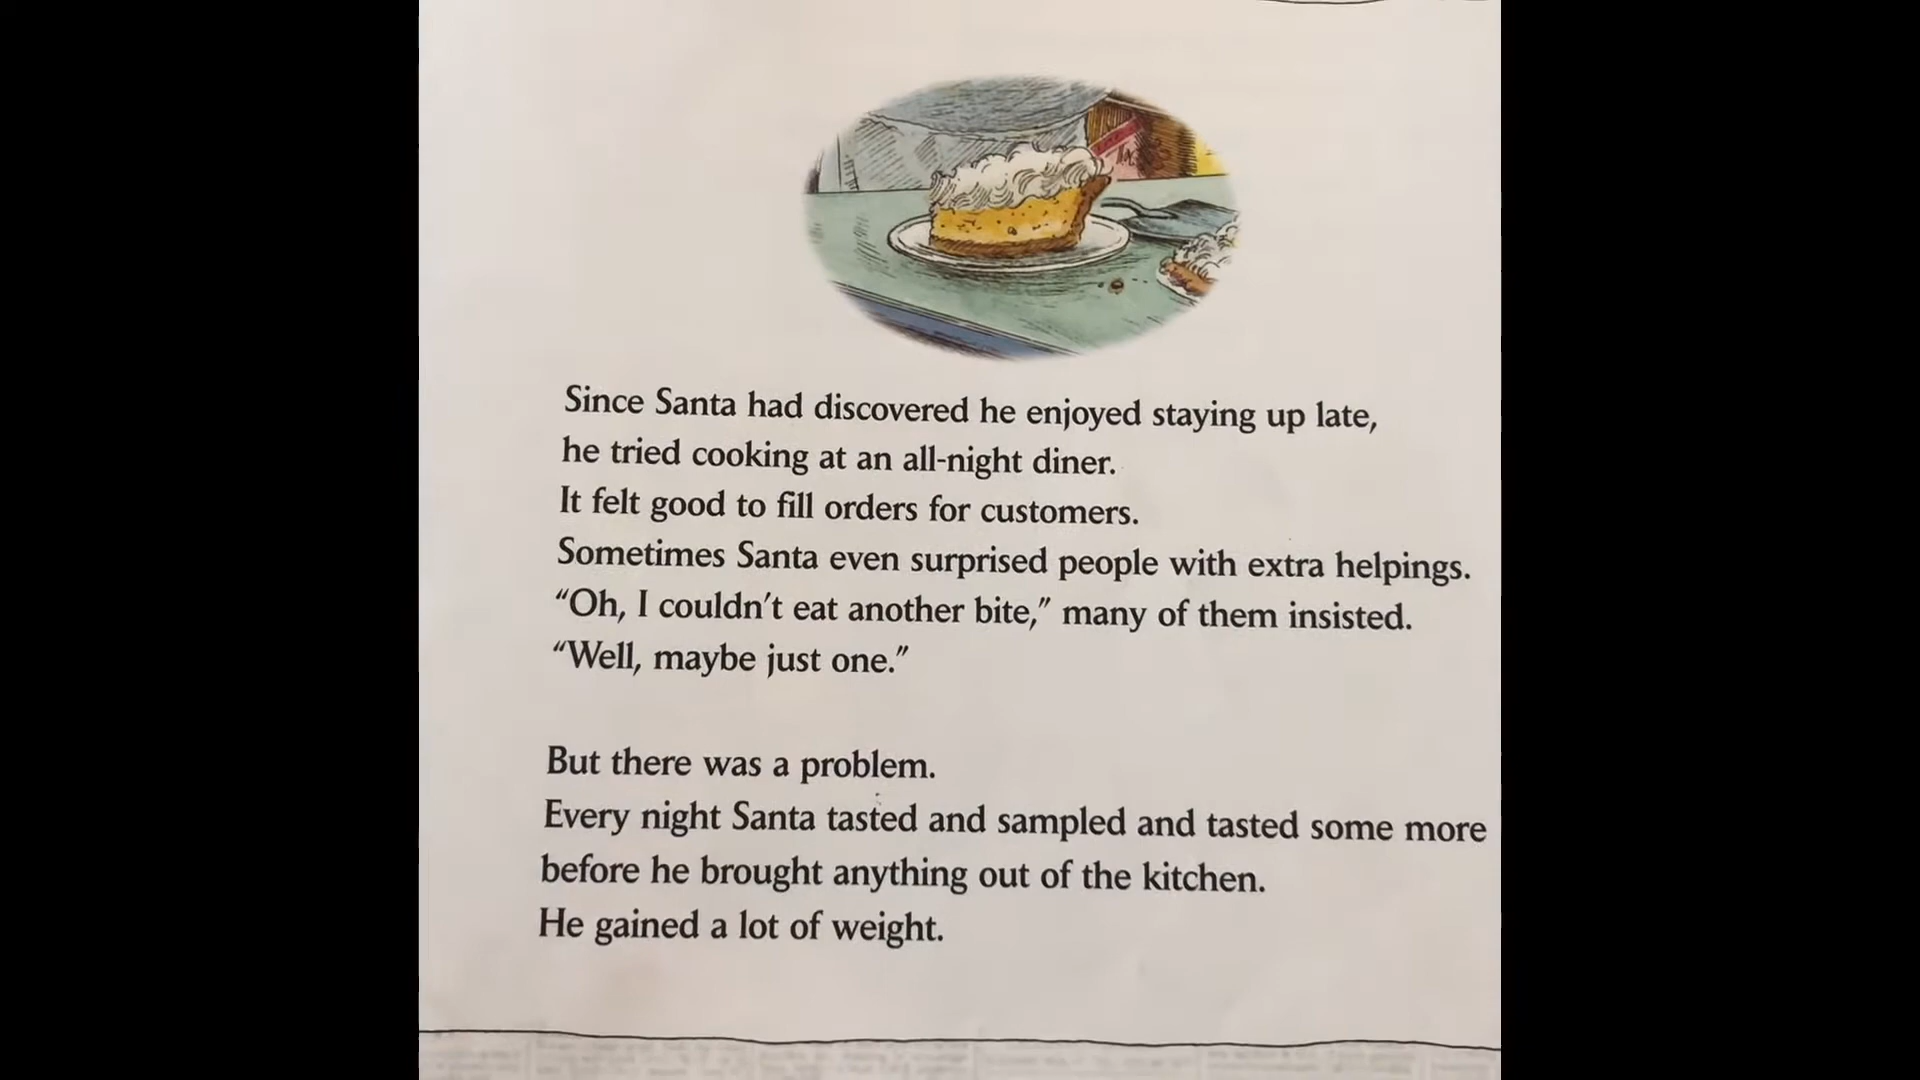 Since Santa had discovered he enjoyed staying up late,
he tried cooking at an all-night diner.
It felt good to fill orders for customers.
Sometimes Santa even surprised people with extra helpings.
“Oh, I couldn’t eat another bite,” many of them insisted.
“Well, maybe just one.”
But there was a problem.
Every night Santa tasted and sampled and tasted some more
before he brought anything out of the kitchen.
He gained a lot of weight.